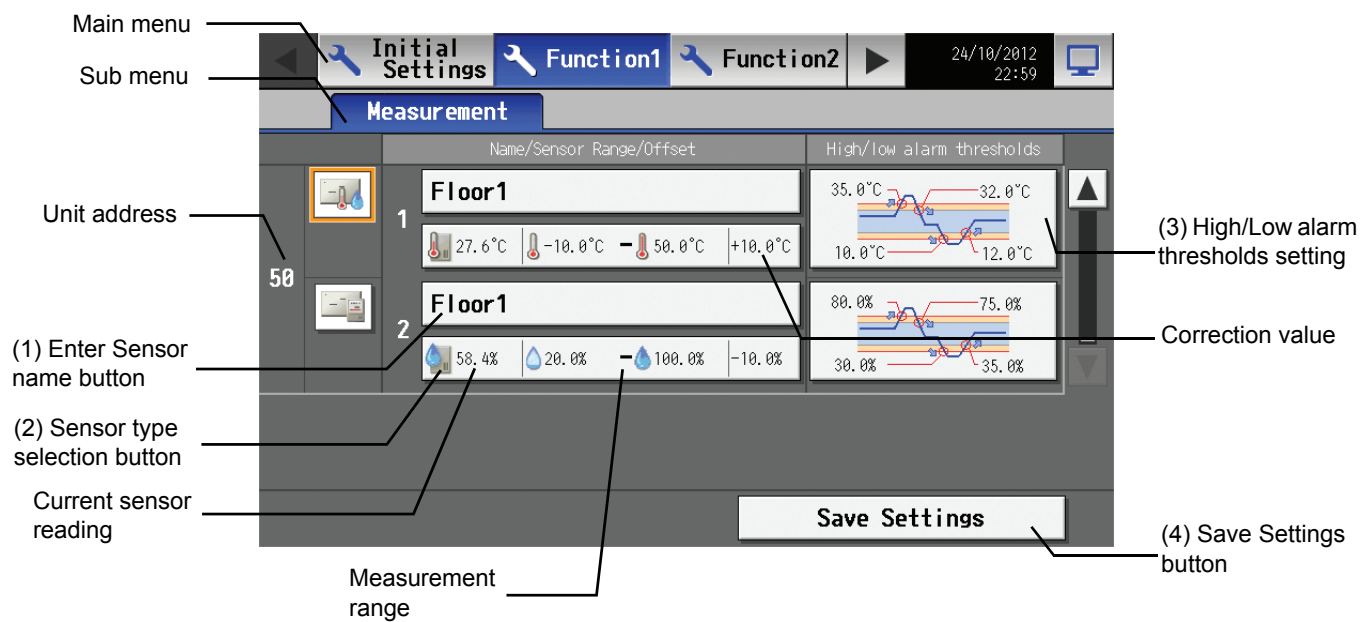 Main menu
Sub menu
Unit address
(1) Enter Sensor
name button
(2) Sensor type
selection button
Current sensor
reading
Measurement
range
Initial
Settings
Function1
Function2
24/10/2012
22:59
Measurement
Name/Sensor Range/Offset
High/low alarm thresholds
50
1
Floor1
27.6°C
-10.0°C - 50.0°C
+10.0°C
35.0°C
32.0°C
10.0°C
12.0°C
2
Floor1
58.4%
20.0% - 100.0%
-10.0%
80.0%
75.0%
30.0%
35.0%
Save Settings
(3) High/Low alarm
thresholds setting
Correction value
(4) Save Settings
button